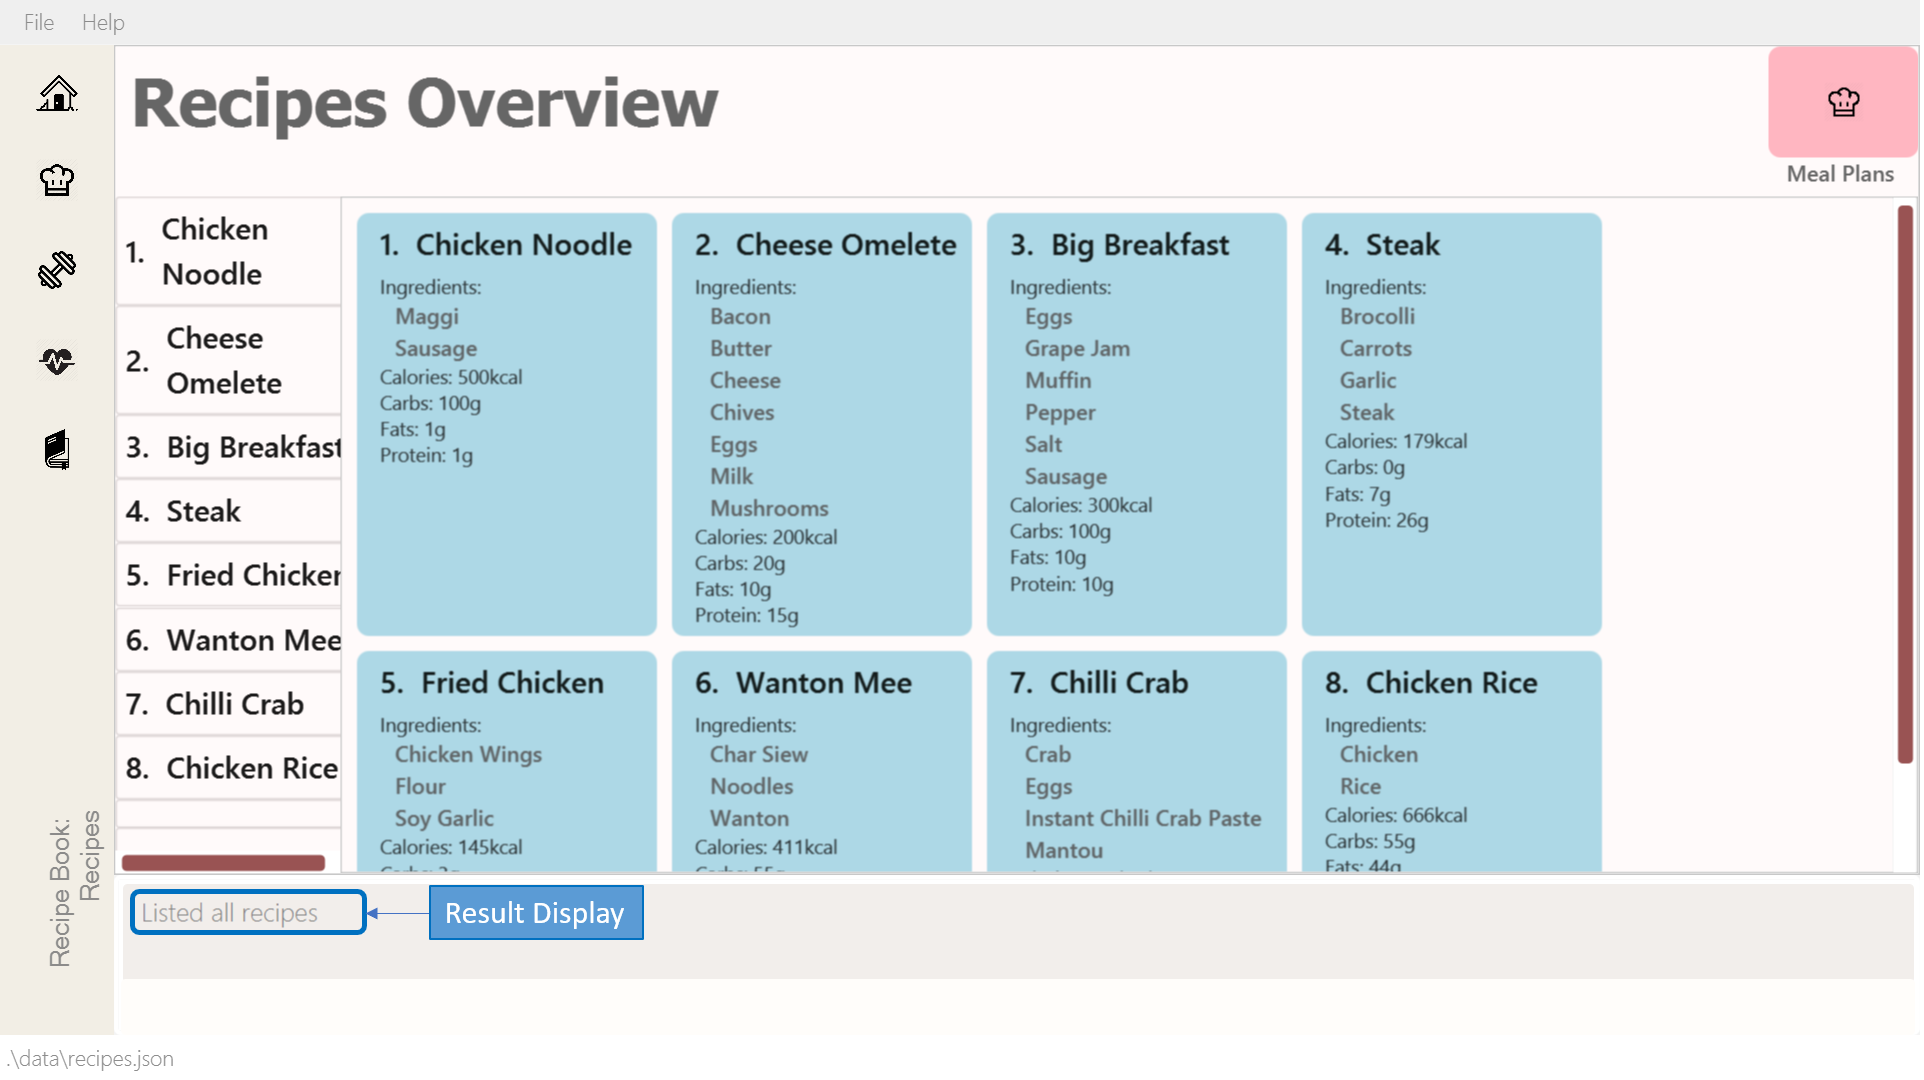 File Help
Recipes Overview
Meal Plans
1. Chicken
Noodle
2. Cheese
Omelete
3. Big Breakfast
4. Steak
5. Fried Chicken
6. Wanton Mee
7. Chilli Crab
8. Chicken Rice
1. Chicken Noodle
Ingredients:
Maggi
Sausage
Calories: 500kcal
Carbs: 100g
Fats: 1g
Protein: 1g
2. Cheese Omelete
Ingredients:
Bacon
Butter
Cheese
Chives
Eggs
Milk
Mushrooms
Calories: 200kcal
Carbs: 20g
Fats: 10g
Protein: 15g
3. Big Breakfast
Ingredients:
Eggs
Grape Jam
Muffin
Pepper
Salt
Sausage
Calories: 300kcal
Carbs: 100g
Fats: 10g
Protein: 10g
4. Steak
Ingredients:
Brocolli
Carrots
Garlic
Steak
Calories: 179kcal
Carbs: 0g
Fats: 7g
Protein: 26g
5. Fried Chicken
Ingredients:
Chicken Wings
Flour
Soy Garlic
Calories: 145kcal
6. Wanton Mee
Ingredients:
Char Siew
Noodles
Wanton
Calories: 411kcal
Carbs: 55g
7. Chilli Crab
Ingredients:
Crab
Eggs
Instant Chilli Crab Paste
Mantou
8. Chicken Rice
Ingredients:
Chicken
Rice
Calories: 666kcal
Carbs: 55g
Fats: 44g
Recipe Book:
Recipes
Listed all recipes
Result Display
.\data\recipes.json